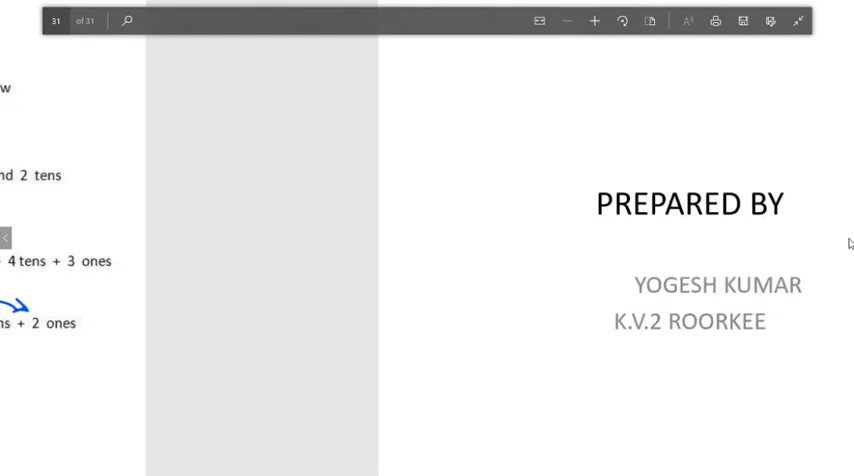 31 of 31
w
nd 2 tens
4 tens + 3 ones
ns + 2 ones
PREPARED BY
YOGESH KUMAR
K.V.2 ROORKEE